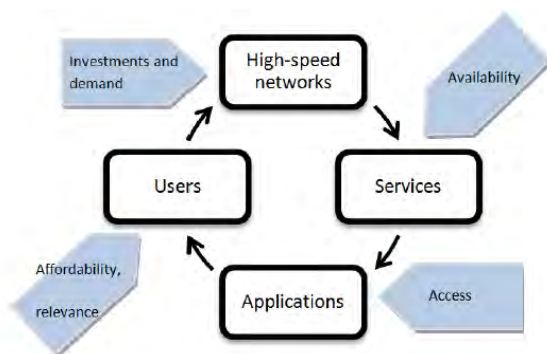 Investments and
demand
High-speed
networks
Availability
Users
Services
Affordability,
relevance
Applications
Access